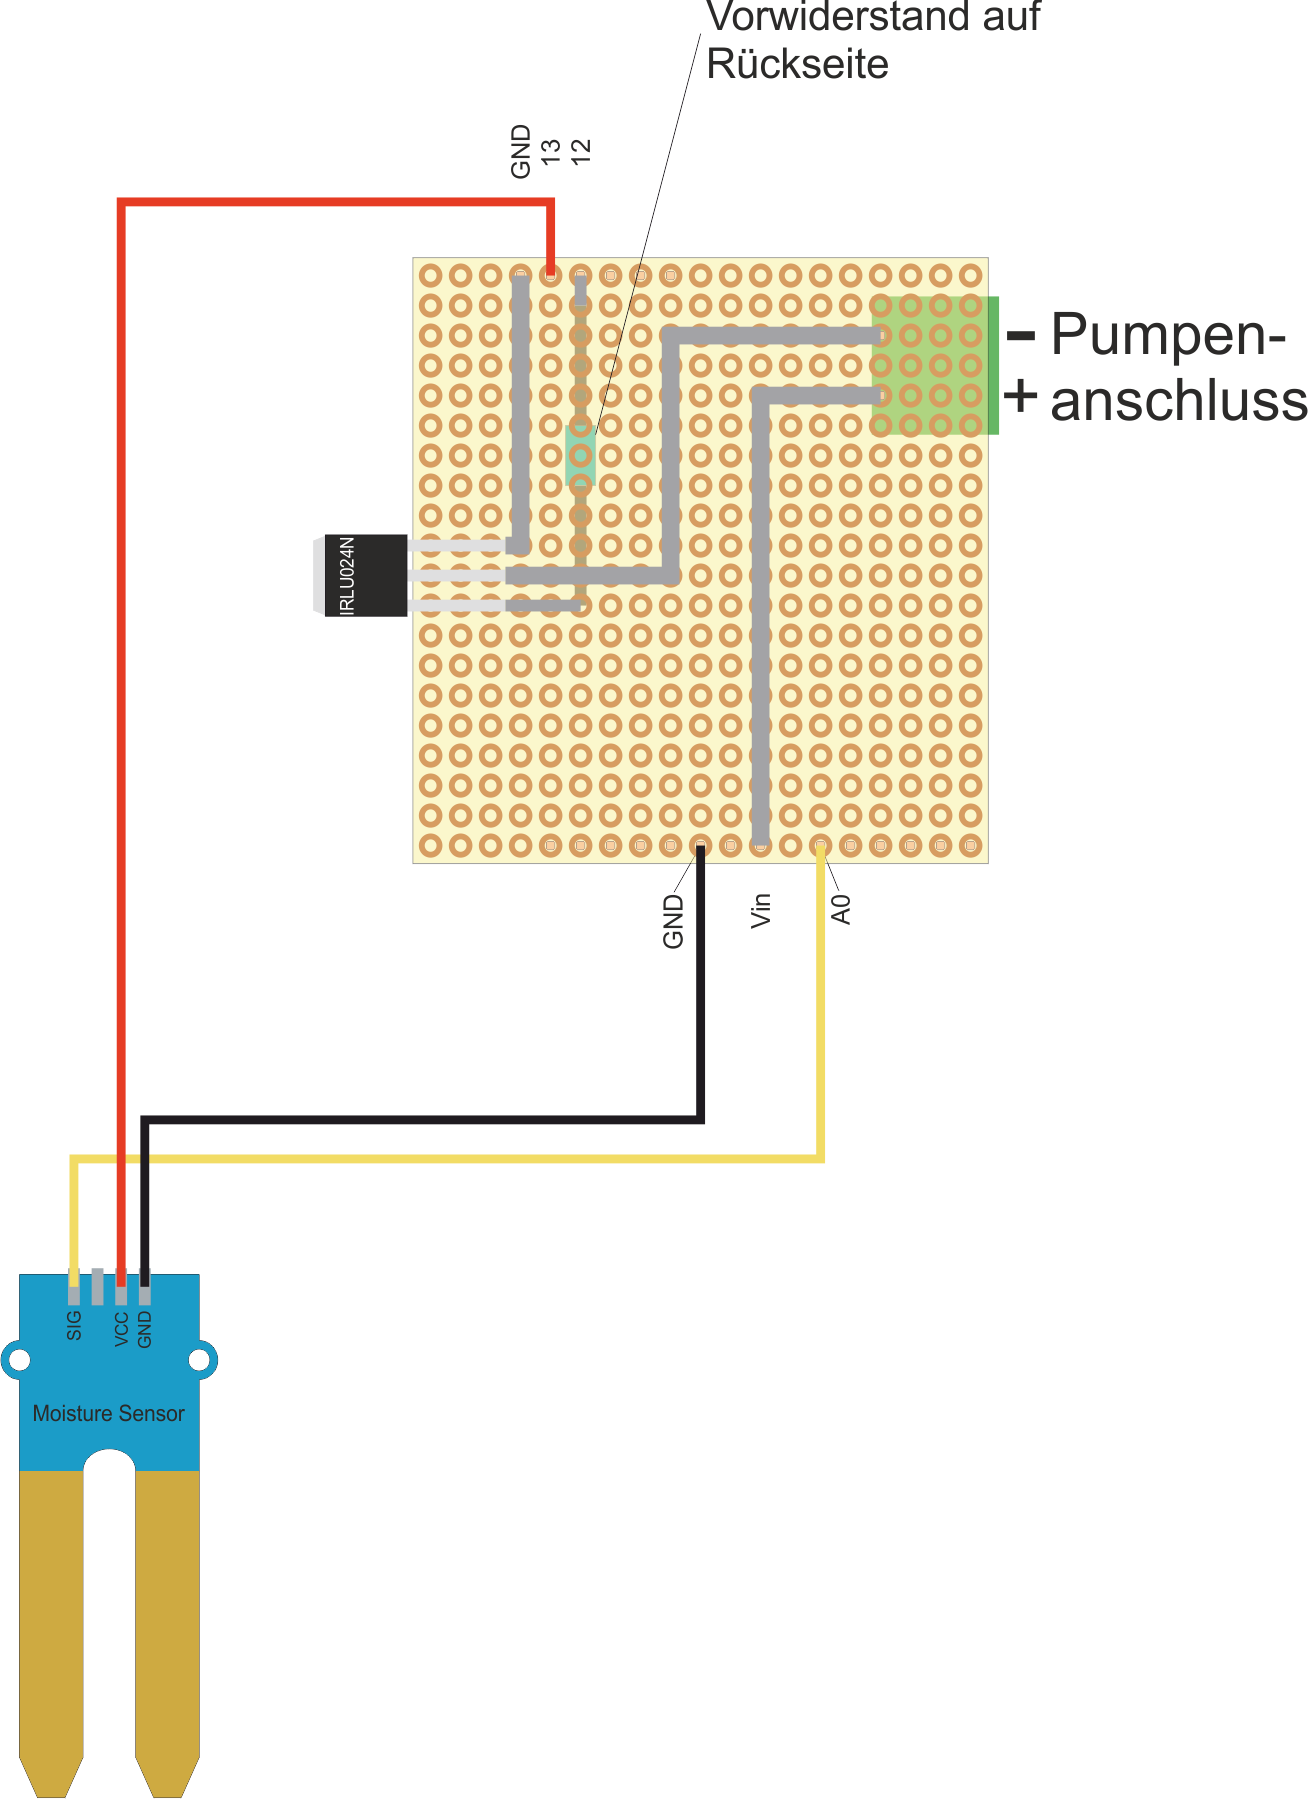 Vorwiderstand auf
Rückseite
GND
13
12
- Pumpen-
+ anschluss
IRLU024N
GND
Vin
A0
SIG
VCC
GND
Moisture Sensor